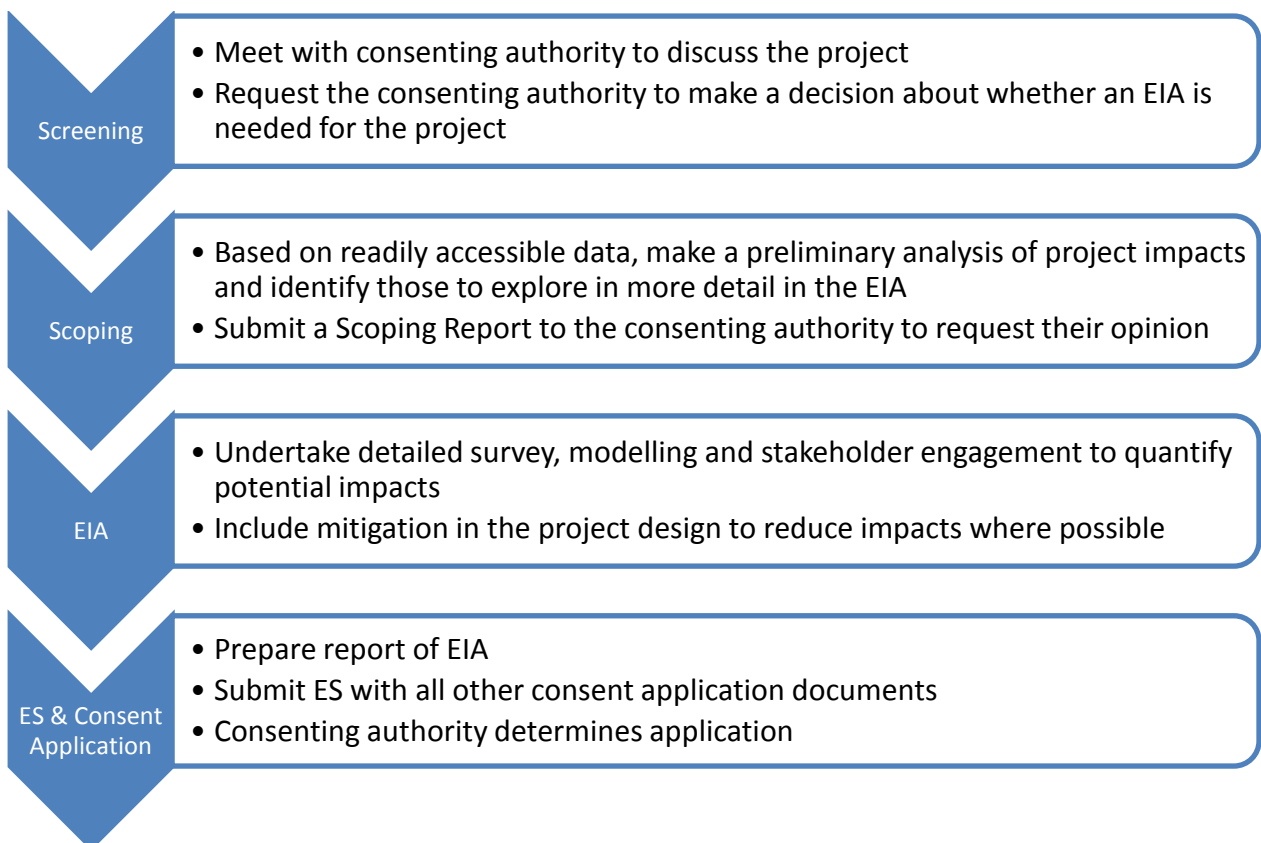 Screening
• Meet with consenting authority to discuss the project
• Request the consenting authority to make a decision about whether an EIA is
needed for the project
Scoping
• Based on readily accessible data, make a preliminary analysis of project impacts
and identify those to explore in more detail in the EIA
• Submit a Scoping Report to the consenting authority to request their opinion
EIA
• Undertake detailed survey, modelling and stakeholder engagement to quantify
potential impacts
• Include mitigation in the project design to reduce impacts where possible
ES & Consent
Application
• Prepare report of EIA
• Submit ES with all other consent application documents
• Consenting authority determines application